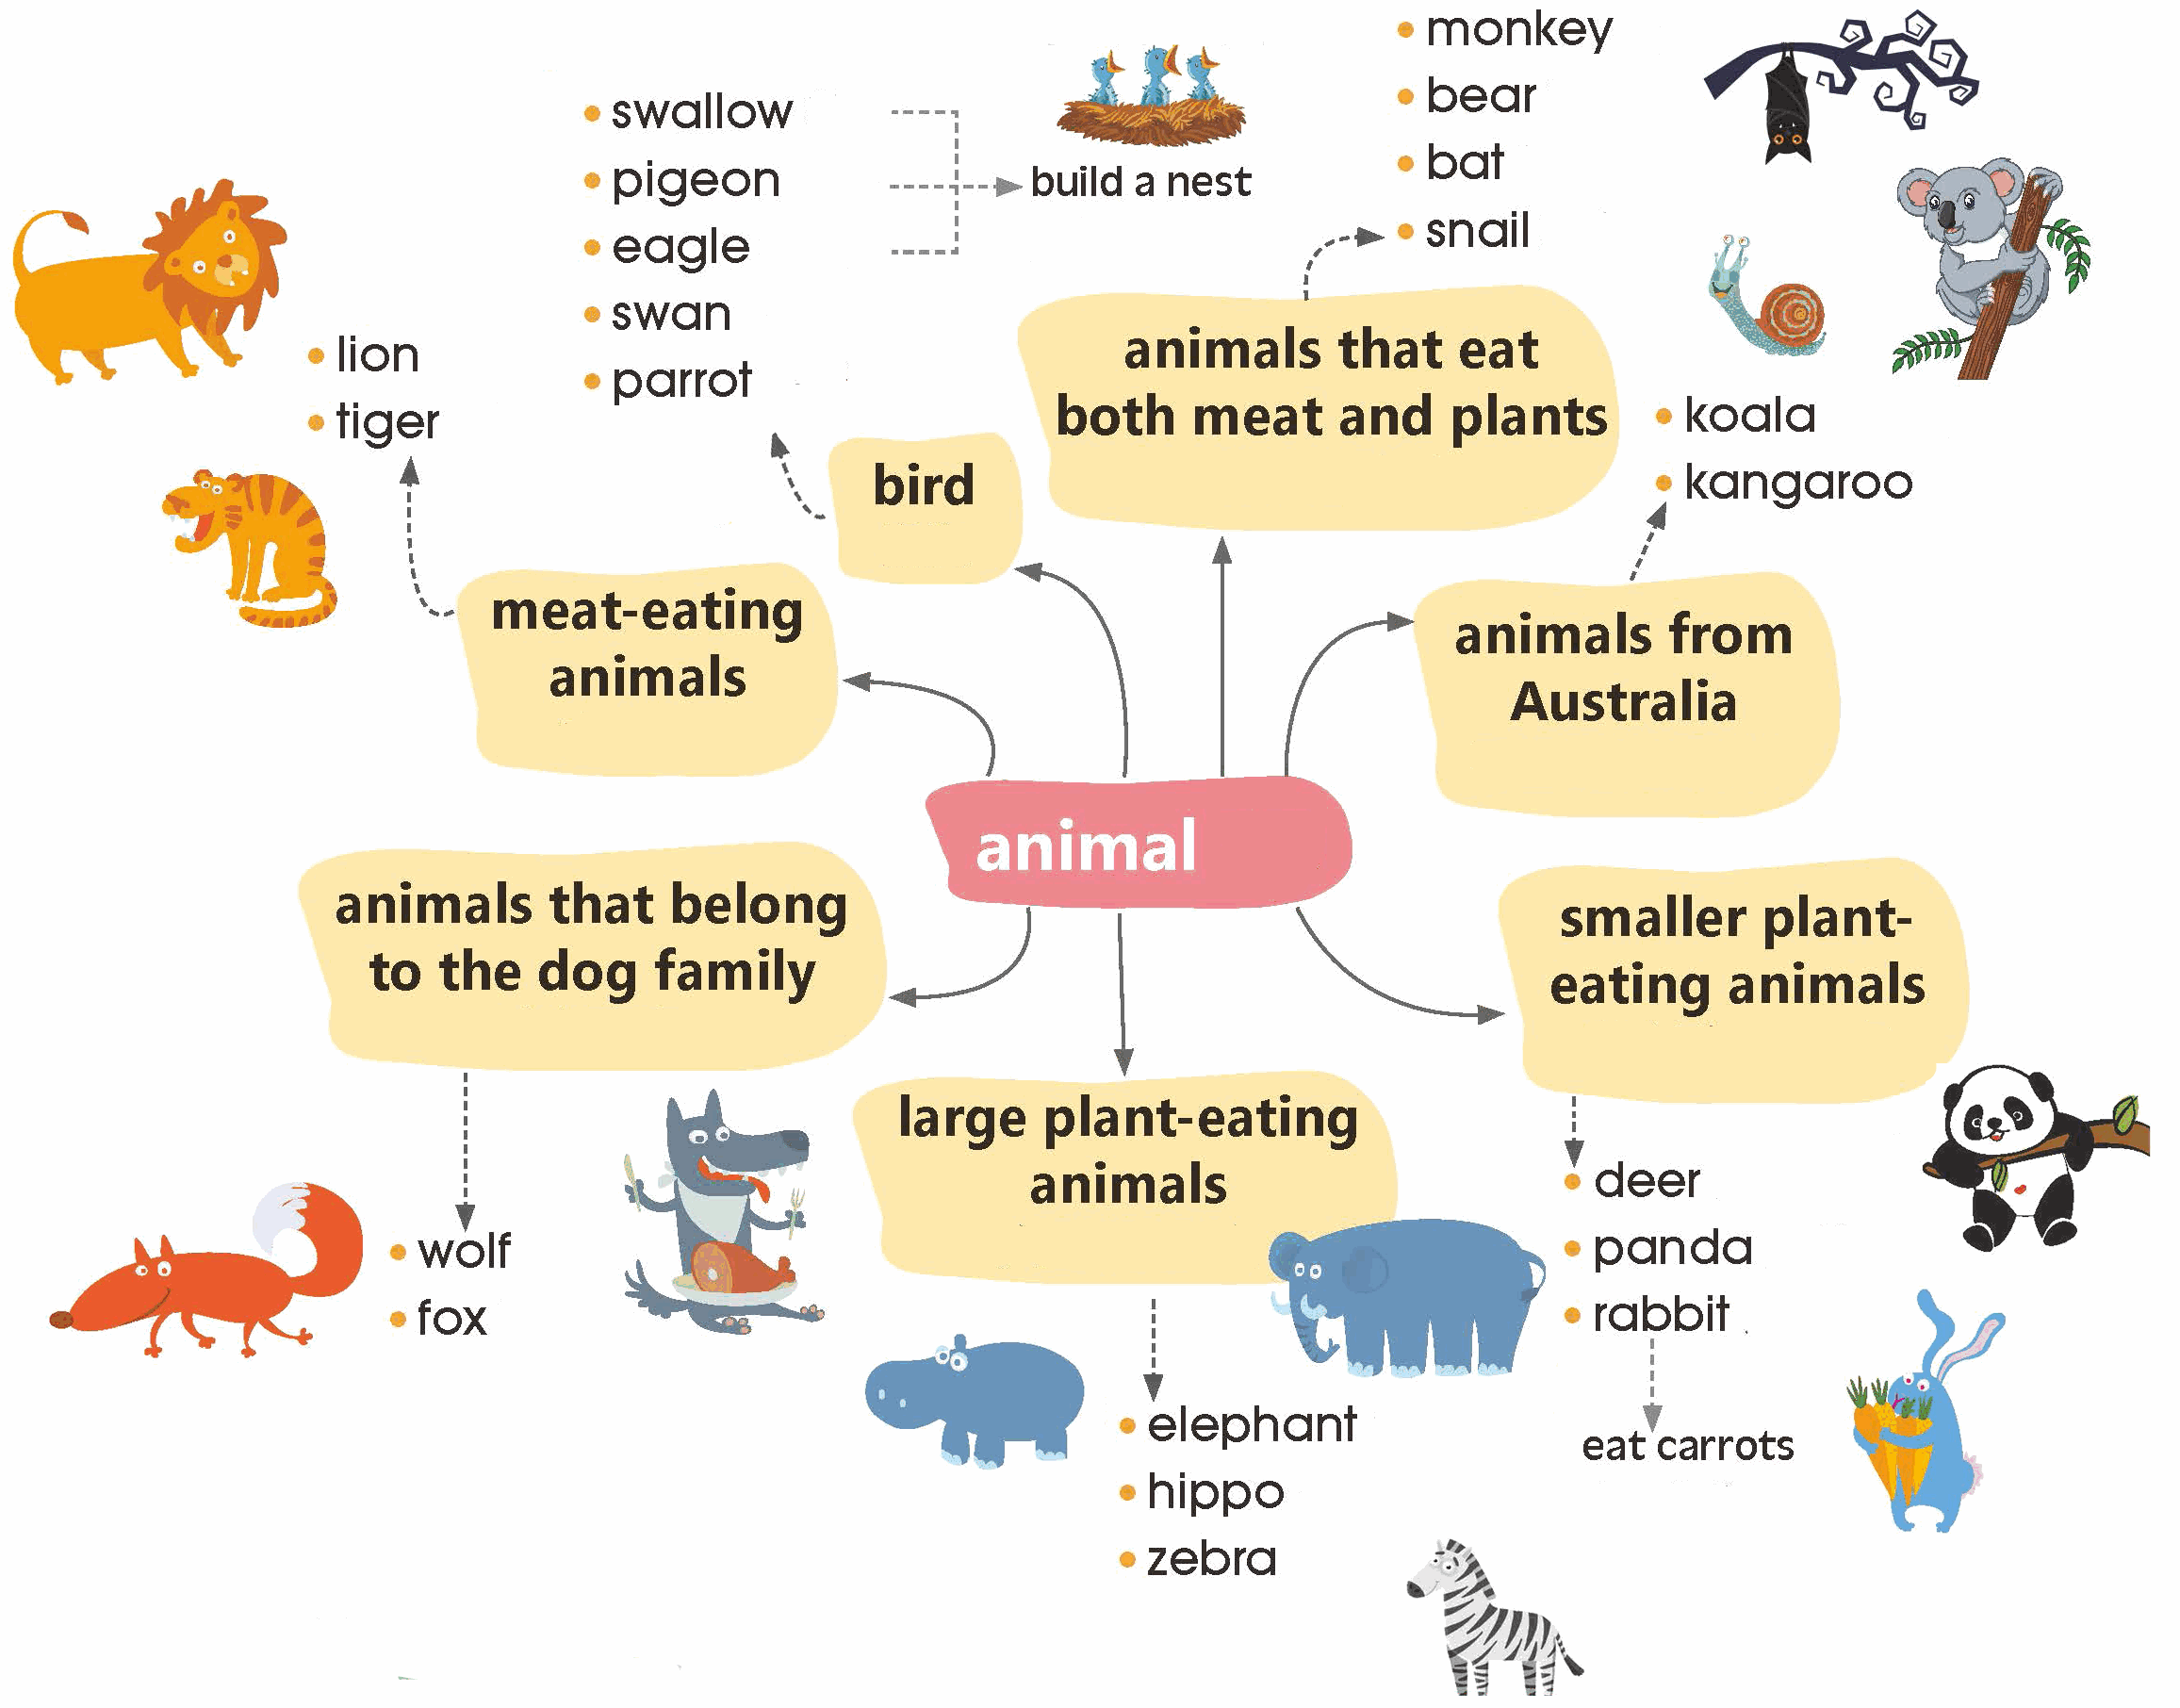 monkey
bear
bat
snail
swallow
pigeon
eagle
swan
parrot
build a nest
lion
tiger
animals that eat
both meat and plants
koala
kangaroo
bird
meat-eating
animals
animals from
Australia
animal
animals that belong
to the dog family
smaller plant-
eating animals
large plant-eating
animals
deer
panda
rabbit
eat carrots
wolf
fox
elephant
hippo
zebra